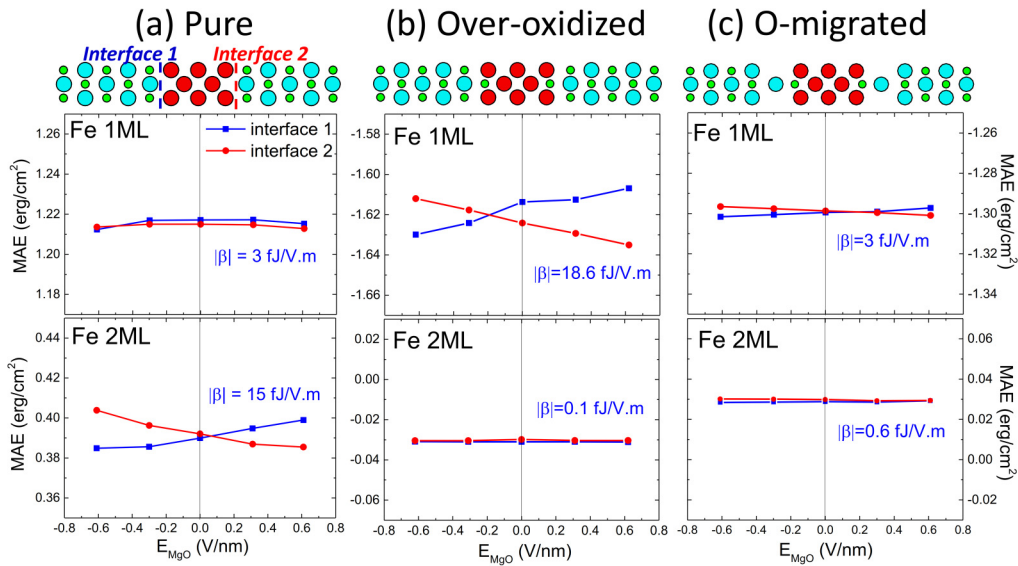 (a) Pure
(b) Over-oxidized
(c) O-migrated
Interface 1
Interface 2
Fe 1ML
interface 1
interface 2
|β| = 3 fJ/V.m
MAE (erg/cm²)
1.26
1.24
1.22
1.20
1.18
Fe 1ML
|β|=18.6 fJ/V.m
-1.58
-1.60
-1.62
-1.64
-1.66
Fe 1ML
|β|=3 fJ/V.m
-1.26
-1.28
-1.30
-1.32
-1.34
MAE (erg/cm²)
Fe 2ML
|β| = 15 fJ/V.m
MAE (erg/cm²)
0.44
0.42
0.40
0.38
0.36
-0.8 -0.6 -0.4 -0.2 0.0 0.2 0.4 0.6 0.8
E_MgO (V/nm)
Fe 2ML
|β|=0.1 fJ/V.m
0.02
0.00
-0.02
-0.04
-0.06
-0.8 -0.6 -0.4 -0.2 0.0 0.2 0.4 0.6 0.8
E_MgO (V/nm)
Fe 2ML
|β|=0.6 fJ/V.m
0.06
0.04
0.02
0.00
-0.02
MAE (erg/cm²)
-0.8 -0.6 -0.4 -0.2 0.0 0.2 0.4 0.6 0.8
E_MgO (V/nm)